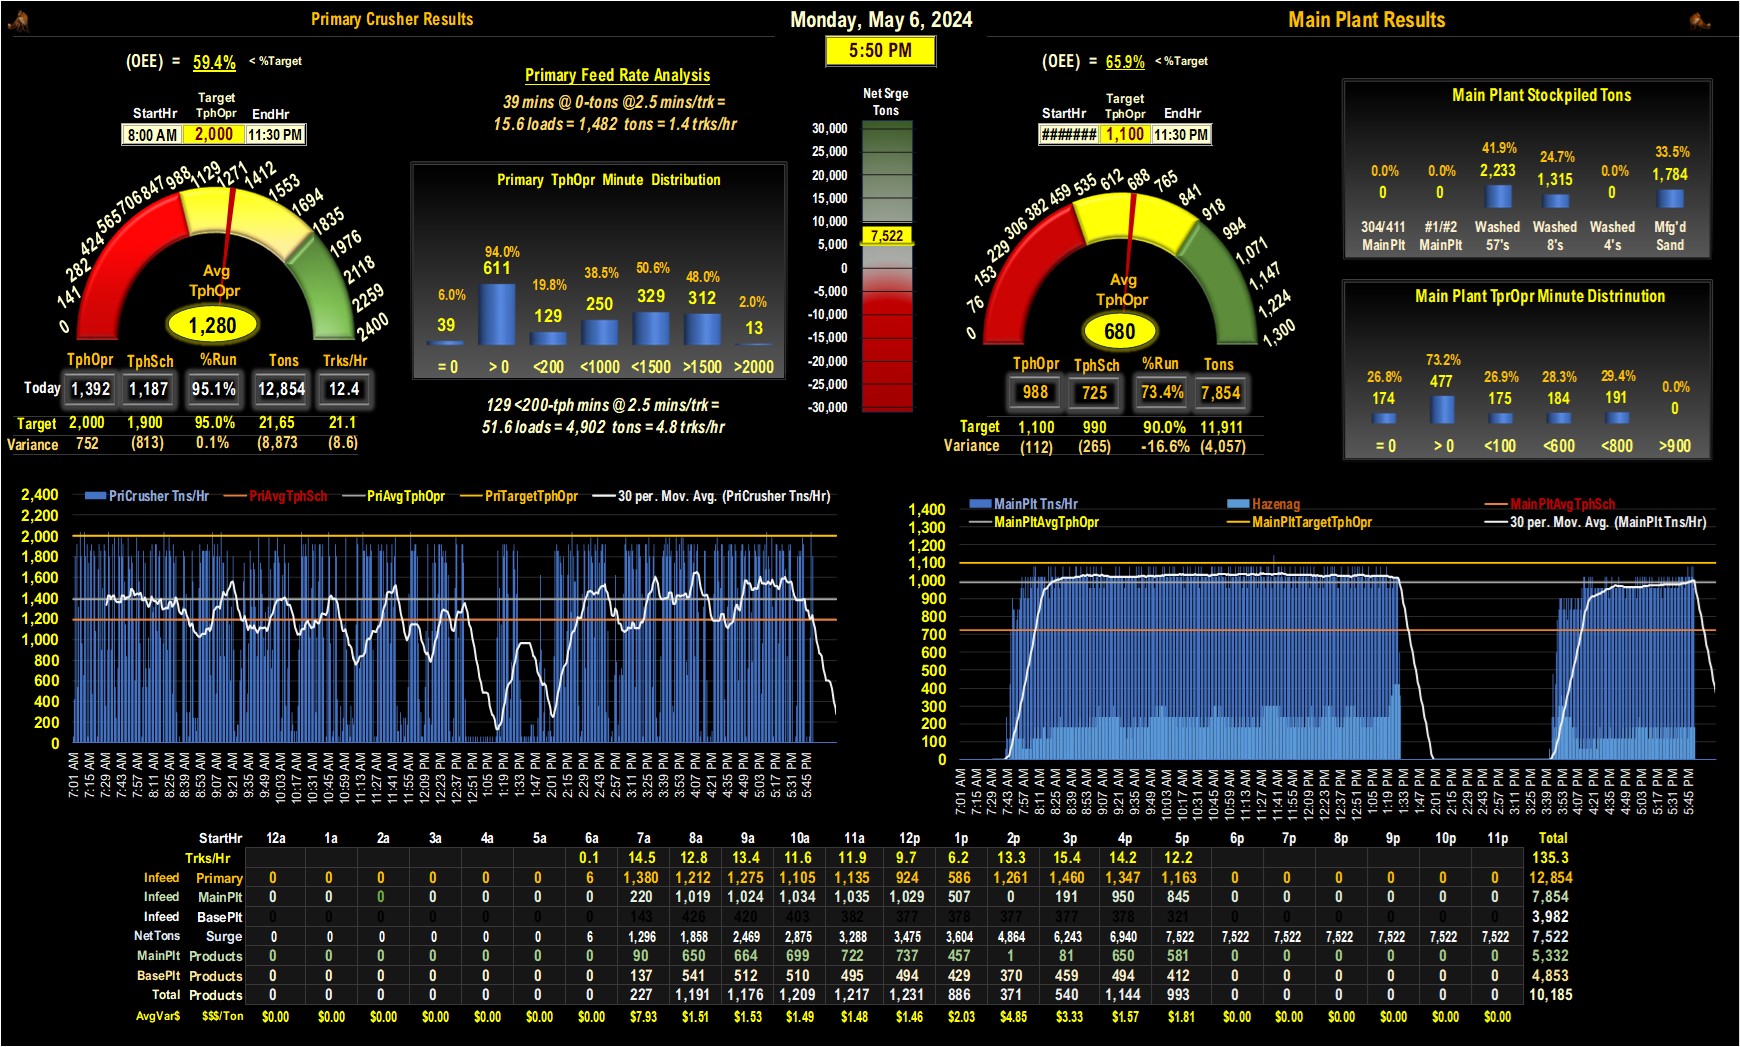 Primary Crusher Results
Monday, May 6, 2024
Main Plant Results
5:50 PM
(OEE) = 59.4% < %Target
StartHr Target TphOpr EndHr
8:00 AM 2,000 11:30 PM
0 141 282 424 565 706 847 988 1129 1271 1412 1553 1694 1835 1976 2118 2259 2400
Avg
TphOpr
1,280
TphOpr TphSch %Run Tons Trks/Hr
Today 1,392 1,187 95.1% 12,854 12.4
Target 2,000 1,900 95.0% 21,65 21.1
Variance 752 (813) 0.1% (8,873 (8.6)
Primary Feed Rate Analysis
39 mins @ 0-tons @2.5 mins/trk =
15.6 loads = 1,482 tons = 1.4 trks/hr
Primary TphOpr Minute Distribution
6.0% 94.0% 19.8% 38.5% 50.6% 48.0% 2.0%
39 611 129 250 329 312 13
= 0 > 0 <200 <1000 <1500 >1500 >2000
129 <200-tph mins @ 2.5 mins/trk =
51.6 loads = 4,902 tons = 4.8 trks/hr
Net Srge
Tons
30,000
25,000
20,000
15,000
10,000
7,522
5,000
0
-5,000
-10,000
-15,000
-20,000
-25,000
-30,000
(OEE) = 65.9% < %Target
StartHr Target TphOpr EndHr
####### 1,100 11:30 PM
0 76 153 229 306 382 459 535 612 688 765 841 918 994 1,071 1,147 1,224 1,300
Avg
TphOpr
680
TphOpr TphSch %Run Tons
988 725 73.4% 7,854
Target 1,100 990 90.0% 11,911
Variance (112) (265) -16.6% (4,057)
Main Plant Stockpiled Tons
0.0% 0.0% 41.9% 24.7% 0.0% 33.5%
0 0 2,233 1,315 0 1,784
304/411 #1/#2 Washed Washed Washed Mfg'd
MainPlt MainPlt 57's 8's 4's Sand
Main Plant TprOpr Minute Distrinution
26.8% 73.2% 26.9% 28.3% 29.4% 0.0%
174 477 175 184 191 0
= 0 > 0 <100 <600 <800 >900
PriCrusher Tns/Hr PriAvgTphSch PriAvgTphOpr PriTargetTphOpr 30 per. Mov. Avg. (PriCrusher Tns/Hr)
2,400
2,200
2,000
1,800
1,600
1,400
1,200
1,000
800
600
400
200
0
7:01 AM 7:15 AM 7:29 AM 7:43 AM 7:57 AM 8:11 AM 8:25 AM 8:39 AM 8:53 AM 9:07 AM 9:21 AM 9:35 AM 9:49 AM 10:03 AM 10:17 AM 10:31 AM 10:45 AM 10:59 AM 11:13 AM 11:27 AM 11:41 AM 11:55 AM 12:09 PM 12:23 PM 12:37 PM 12:51 PM 1:05 PM 1:19 PM 1:33 PM 1:47 PM 2:01 PM 2:15 PM 2:29 PM 2:43 PM 2:57 PM 3:11 PM 3:25 PM 3:39 PM 3:53 PM 4:07 PM 4:21 PM 4:35 PM 4:49 PM 5:03 PM 5:17 PM 5:31 PM 5:45 PM
MainPlt Tns/Hr Hazenag MainPltAvgTphSch
MainPltAvgTphOpr MainPltTargetTphOpr 30 per. Mov. Avg. (MainPlt Tns/Hr)
1,400
1,300
1,200
1,100
1,000
900
800
700
600
500
400
300
200
100
0
7:01 AM 7:15 AM 7:29 AM 7:43 AM 7:57 AM 8:11 AM 8:25 AM 8:39 AM 8:53 AM 9:07 AM 9:21 AM 9:35 AM 9:49 AM 10:03 AM 10:17 AM 10:31 AM 10:45 AM 10:59 AM 11:13 AM 11:27 AM 11:41 AM 11:55 AM 12:09 PM 12:23 PM 12:37 PM 12:51 PM 1:05 PM 1:19 PM 1:33 PM 1:47 PM 2:01 PM 2:15 PM 2:29 PM 2:43 PM 2:57 PM 3:11 PM 3:25 PM 3:39 PM 3:53 PM 4:07 PM 4:21 PM 4:35 PM 4:49 PM 5:03 PM 5:17 PM 5:31 PM 5:45 PM
StartHr 12a 1a 2a 3a 4a 5a 6a 7a 8a 9a 10a 11a 12p 1p 2p 3p 4p 5p 6p 7p 8p 9p 10p 11p Total
Trks/Hr 0.1 14.5 12.8 13.4 11.6 11.9 9.7 6.2 13.3 15.4 14.2 12.2 135.3
Infeed Primary 0 0 0 0 0 0 6 1,380 1,212 1,275 1,105 1,135 924 586 1,261 1,460 1,347 1,163 0 0 0 0 0 0 12,854
Infeed MainPlt 0 0 0 0 0 0 0 220 1,019 1,024 1,034 1,035 1,029 507 0 191 950 845 0 0 0 0 0 0 7,854
Infeed BasePlt 0 0 0 0 0 0 0 143 426 420 403 382 377 378 377 377 378 321 0 0 0 0 0 0 3,982
NetTons Surge 0 0 0 0 0 0 6 1,296 1,858 2,469 2,875 3,288 3,475 3,604 4,864 6,243 6,940 7,522 7,522 7,522 7,522 7,522 7,522 7,522 7,522
MainPlt Products 0 0 0 0 0 0 0 90 650 664 699 722 737 457 1 81 650 581 0 0 0 0 0 0 5,332
BasePlt Products 0 0 0 0 0 0 0 137 541 512 510 495 494 429 370 459 494 412 0 0 0 0 0 0 4,853
Total Products 0 0 0 0 0 0 0 227 1,191 1,176 1,209 1,217 1,231 886 371 540 1,144 993 0 0 0 0 0 0 10,185
AvgVar$ $$$/Ton $0.00 $0.00 $0.00 $0.00 $0.00 $0.00 $0.00 $7.93 $1.51 $1.53 $1.49 $1.48 $1.46 $2.03 $4.85 $3.33 $1.57 $1.81 $0.00 $0.00 $0.00 $0.00 $0.00 $0.00